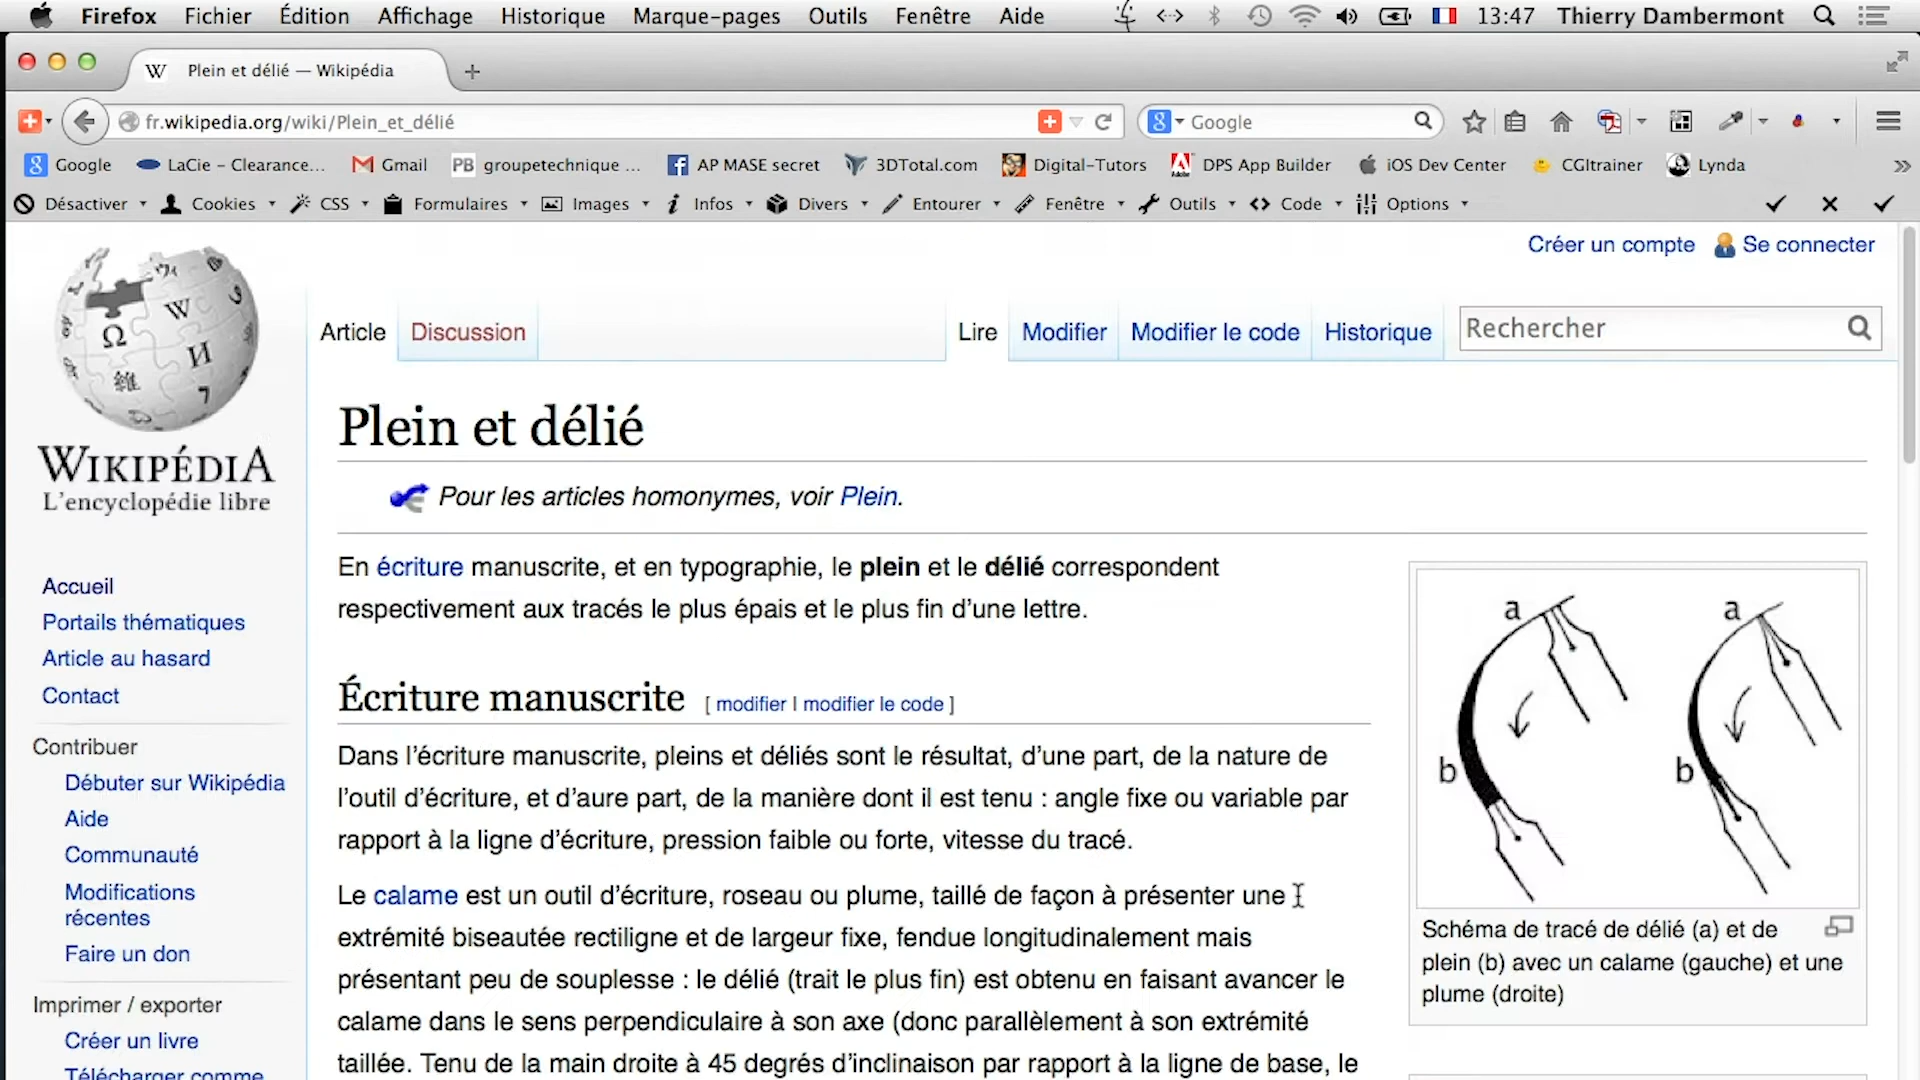 Firefox Fichier Édition Affichage Historique Marque-pages Outils Fenêtre Aide 13:47 Thierry Dambermont
W Plein et délié — Wikipédia
fr.wikipedia.org/wiki/Plein_et_délié Google
Google LaCie – Clearance... Gmail PB groupetechnique ... AP MASE secret 3DTotal.com Digital-Tutors DPS App Builder iOS Dev Center CGItrainer Lynda
Désactiver Cookies CSS Formulaires Images Infos Divers Entourer Fenêtre Outils Code Options
Créer un compte Se connecter
Article Discussion Lire Modifier Modifier le code Historique Rechercher
WIKIPÉDIA
L'encyclopédie libre
Accueil
Portails thématiques
Article au hasard
Contact
Contribuer
Débuter sur Wikipédia
Aide
Communauté
Modifications
récentes
Faire un don
Imprimer / exporter
Créer un livre
Télécharger comme
Plein et délié
Pour les articles homonymes, voir Plein.
En écriture manuscrite, et en typographie, le plein et le délié correspondent
respectivement aux tracés le plus épais et le plus fin d'une lettre.
Écriture manuscrite [ modifier | modifier le code ]
Dans l'écriture manuscrite, pleins et déliés sont le résultat, d'une part, de la nature de
l'outil d'écriture, et d'aure part, de la manière dont il est tenu : angle fixe ou variable par
rapport à la ligne d'écriture, pression faible ou forte, vitesse du tracé.
Le calame est un outil d'écriture, roseau ou plume, taillé de façon à présenter une
extrémité biseautée rectiligne et de largeur fixe, fendue longitudinalement mais
présentant peu de souplesse : le délié (trait le plus fin) est obtenu en faisant avancer le
calame dans le sens perpendiculaire à son axe (donc parallèlement à son extrémité
taillée. Tenu de la main droite à 45 degrés d'inclinaison par rapport à la ligne de base, le
a a
b b
Schéma de tracé de délié (a) et de
plein (b) avec un calame (gauche) et une
plume (droite)